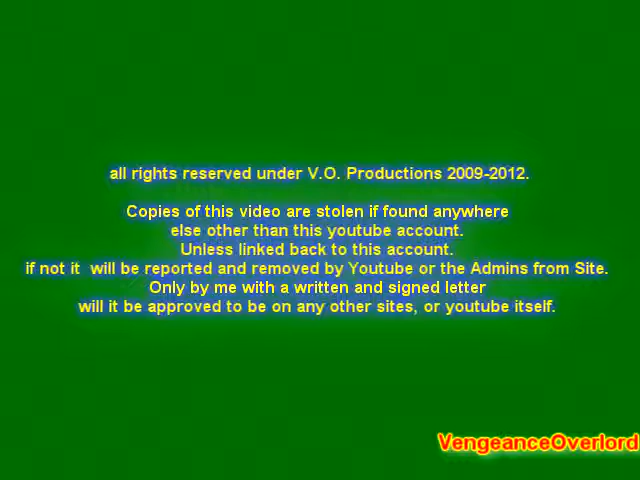 all rights reserved under V.O. Productions 2009-2012.
Copies of this video are stolen if found anywhere
else other than this youtube account.
Unless linked back to this account.
if not it  will be reported and removed by Youtube or the Admins from Site.
Only by me with a written and signed letter
will it be approved to be on any other sites, or youtube itself.
VengeanceOverlord